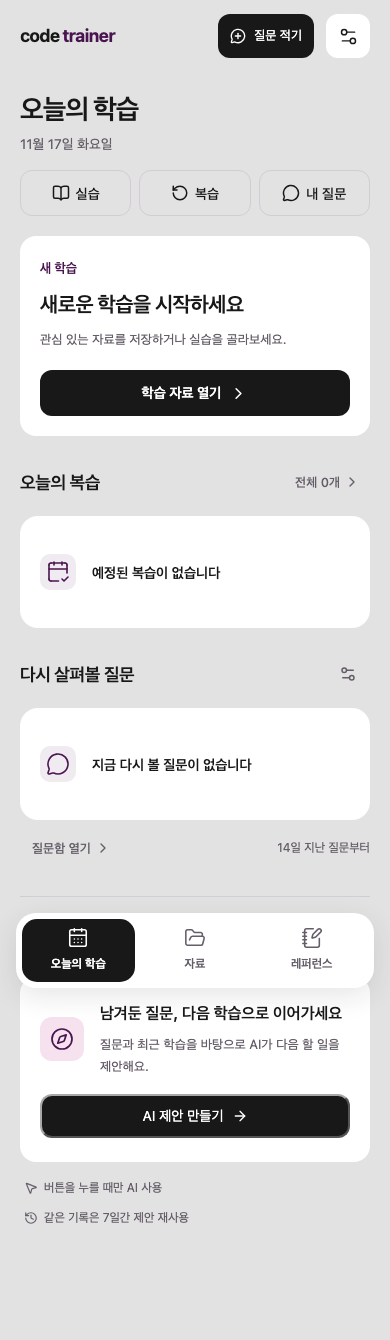 code trainer
질문 적기
오늘의 학습
11월 17일 화요일
실습
복습
내 질문
새 학습
새로운 학습을 시작하세요
관심 있는 자료를 저장하거나 실습을 골라보세요.
학습 자료 열기
오늘의 복습
전체 0개
예정된 복습이 없습니다
다시 살펴볼 질문
지금 다시 볼 질문이 없습니다
질문함 열기
14일 지난 질문부터
오늘의 학습
자료
레퍼런스
남겨둔 질문, 다음 학습으로 이어가세요
질문과 최근 학습을 바탕으로 AI가 다음 할 일을
제안해요.
AI 제안 만들기
버튼을 누를 때만 AI 사용
같은 기록은 7일간 제안 재사용